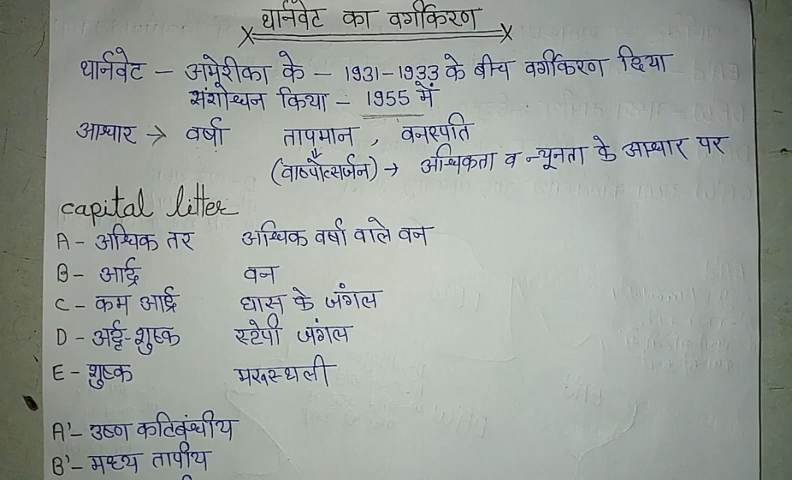 थार्नवेट का वर्गीकरण
थार्नवेट – अमेरीका के – 1931-1933 के बीच वर्गीकरण दिया
संशोधन किया – 1955 में
आधार → वर्षा तापमान , वनस्पति
(वाष्पोत्सर्जन) → अधिकता व न्यूनता के आधार पर
capital litter
A – अधिक तर अधिक वर्षा वाले वन
B – आर्द्र वन
C – कम आर्द्र घास के जंगल
D – अर्द्ध-शुष्क स्टेपी जंगल
E – शुष्क मरुस्थली
A' – उष्ण कटिबंधीय
B' – मध्य तापीय